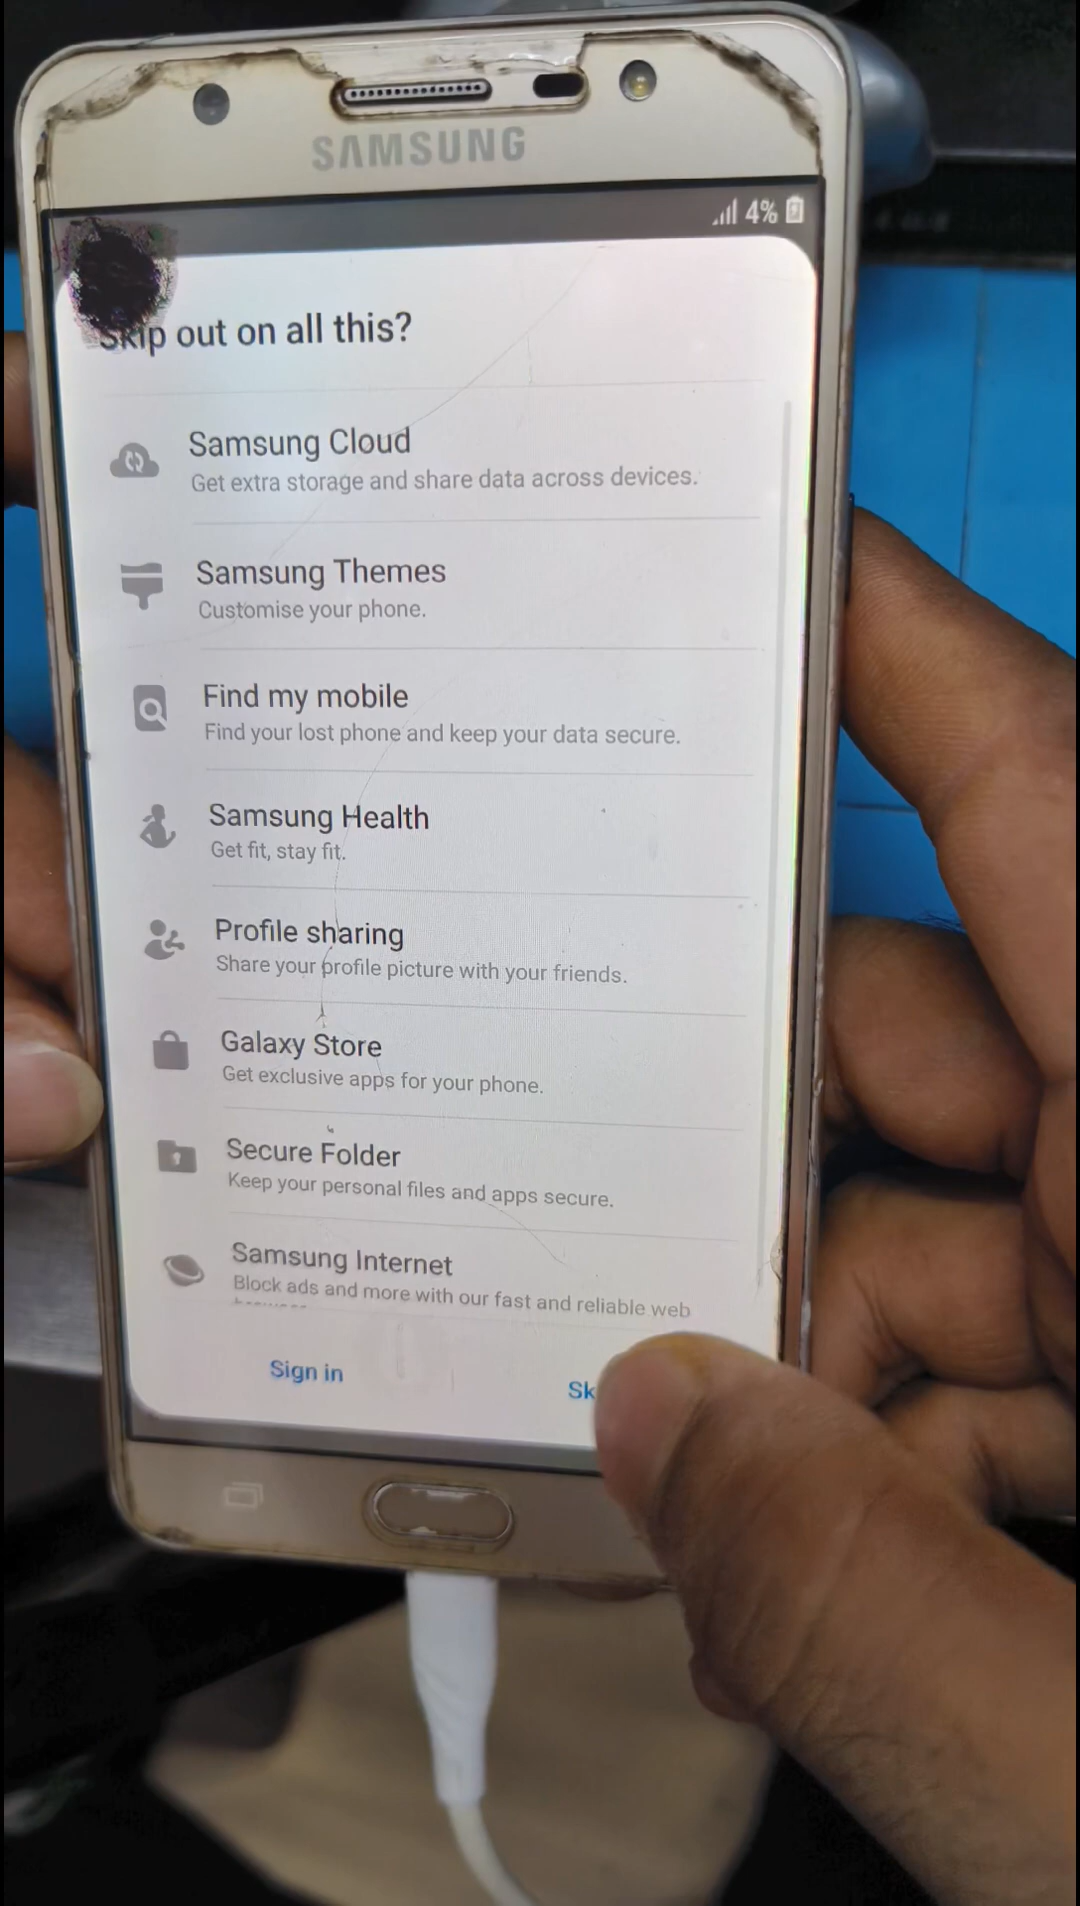 SAMSUNG
4%
Skip out on all this?
Samsung Cloud
Get extra storage and share data across devices.
Samsung Themes
Customise your phone.
Find my mobile
Find your lost phone and keep your data secure.
Samsung Health
Get fit, stay fit.
Profile sharing
Share your profile picture with your friends.
Galaxy Store
Get exclusive apps for your phone.
Secure Folder
Keep your personal files and apps secure.
Samsung Internet
Block ads and more with our fast and reliable web
Sign in
Sk